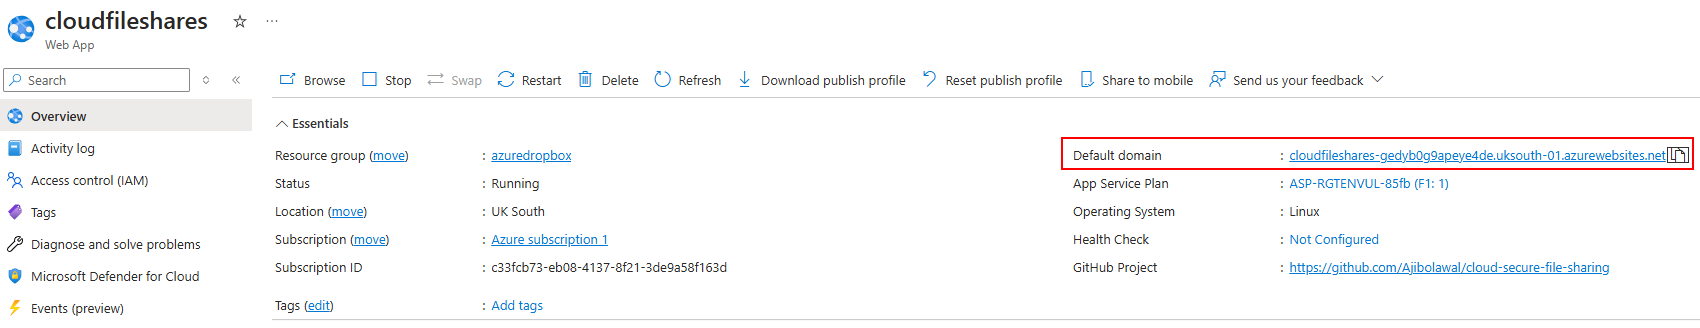 cloudfileshares
Web App
Search
Browse Stop Swap Restart Delete Refresh Download publish profile Reset publish profile Share to mobile Send us your feedback
Overview
Activity log
Access control (IAM)
Tags
Diagnose and solve problems
Microsoft Defender for Cloud
Events (preview)
Essentials
Resource group (move) : azuredropbox
Status : Running
Location (move) : UK South
Subscription (move) : Azure subscription 1
Subscription ID : c33fcb73-eb08-4137-8f21-3de9a58f163d
Tags (edit) : Add tags
Default domain : cloudfileshares-gedyb0g9apeye4de.uksouth-01.azurewebsites.net
App Service Plan : ASP-RGTENVUL-85fb (F1: 1)
Operating System : Linux
Health Check : Not Configured
GitHub Project : https://github.com/Ajibolawal/cloud-secure-file-sharing